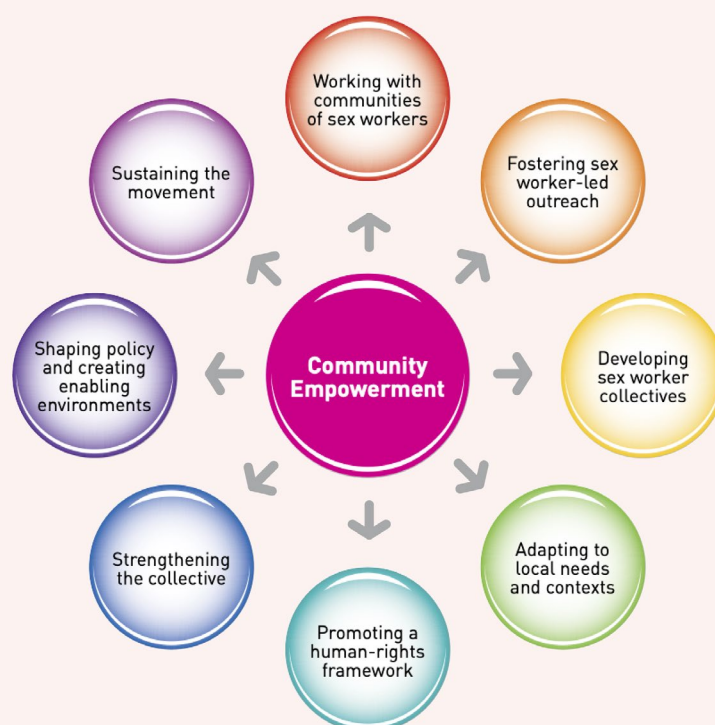 Working with
communities
of sex workers
Fostering sex
worker-led
outreach
Developing
sex worker
collectives
Adapting to
local needs
and contexts
Promoting a
human-rights
framework
Strengthening
the collective
Shaping policy
and creating
enabling
environments
Sustaining the
movement
Community
Empowerment